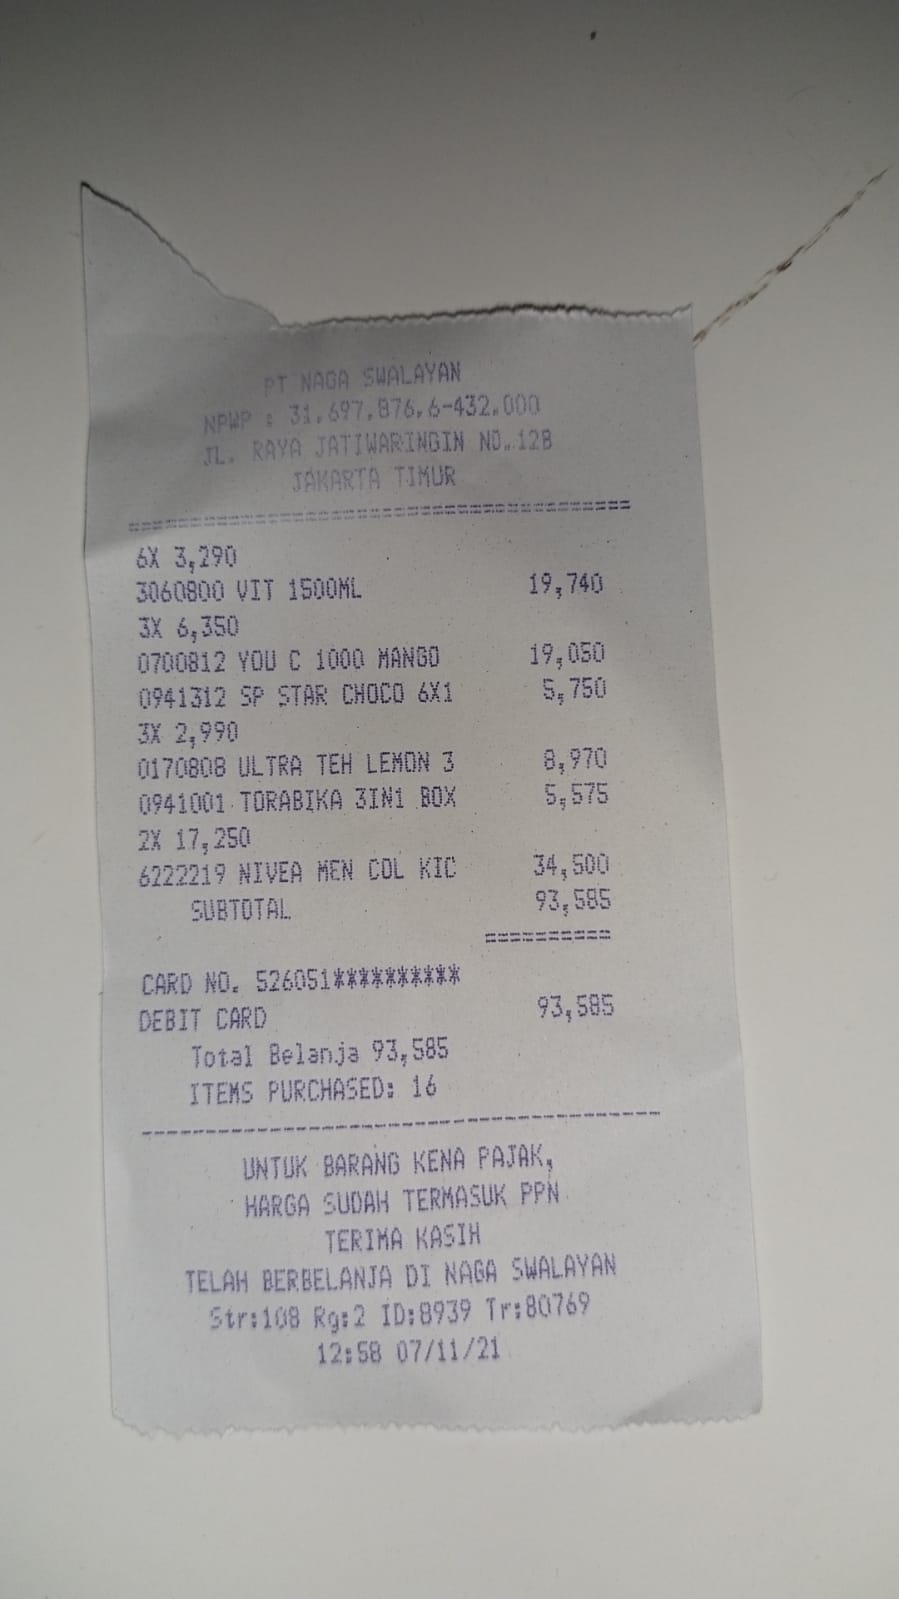 PT NAGA SWALAYAN
NPWP : 31.697.876.6-432.000
JL. RAYA JATIWARINGIN NO.12B
JAKARTA TIMUR
=======================================
6X 3,290
3060800 VIT 1500ML 19,740
3X 6,350
0700812 YOU C 1000 MANGO 19,050
0941312 SP STAR CHOCO 6X1 5,750
3X 2,990
0170808 ULTRA TEH LEMON 3 8,970
0941001 TORABIKA 3IN1 BOX 5,575
2X 17,250
6222219 NIVEA MEN COL KIC 34,500
SUBTOTAL 93,585
==========
CARD NO. 526051**********
DEBIT CARD 93,585
Total Belanja 93,585
ITEMS PURCHASED: 16
----------------------------------------
UNTUK BARANG KENA PAJAK,
HARGA SUDAH TERMASUK PPN
TERIMA KASIH
TELAH BERBELANJA DI NAGA SWALAYAN
Str:108 Rg:2 ID:8939 Tr:80769
12:58 07/11/21